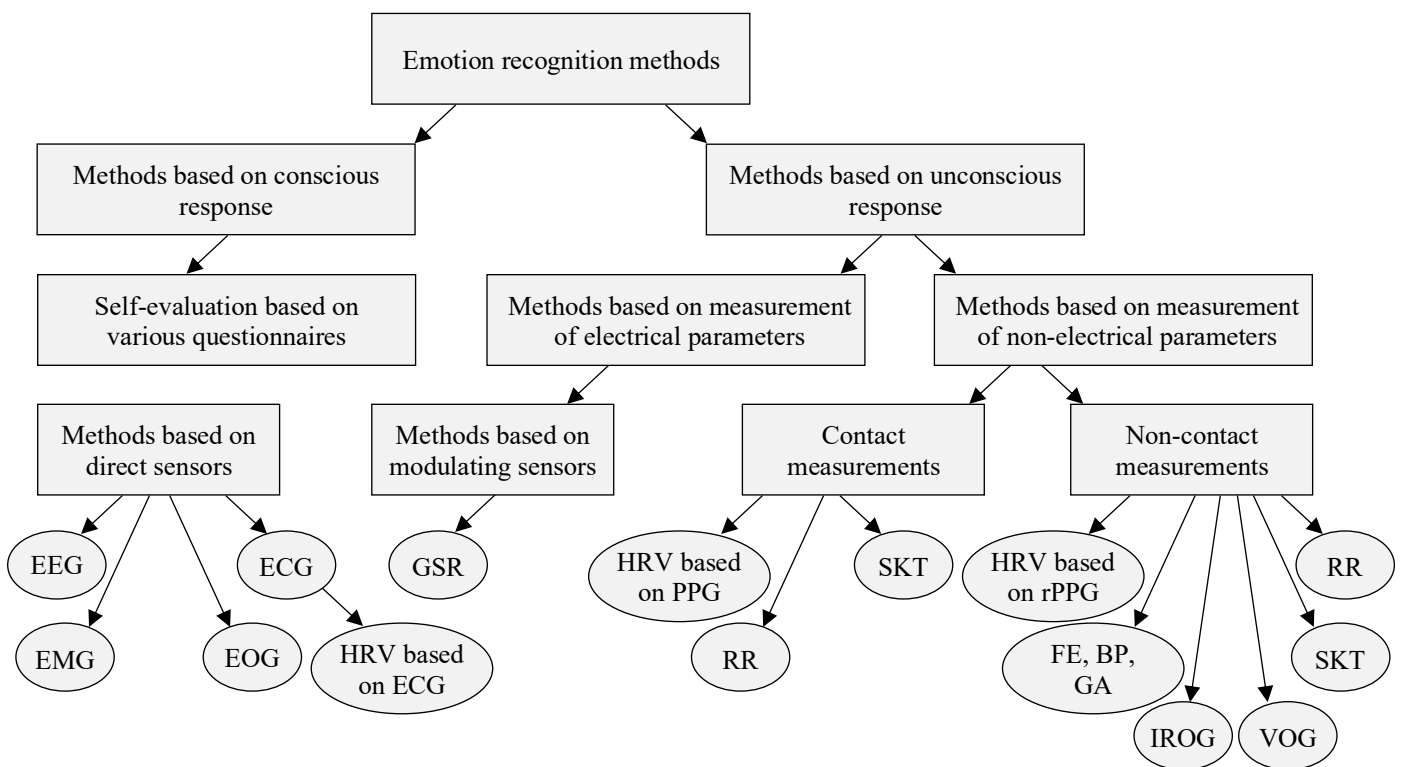 Emotion recognition methods
Methods based on conscious
response
Methods based on unconscious
response
Self-evaluation based on
various questionnaires
Methods based on measurement
of electrical parameters
Methods based on measurement
of non-electrical parameters
Methods based on
direct sensors
Methods based on
modulating sensors
Contact
measurements
Non-contact
measurements
EEG
ECG
GSR
HRV based
on PPG
SKT
HRV based
on rPPG
RR
EMG
EOG
HRV based
on ECG
RR
FE, BP,
GA
SKT
IROG
VOG